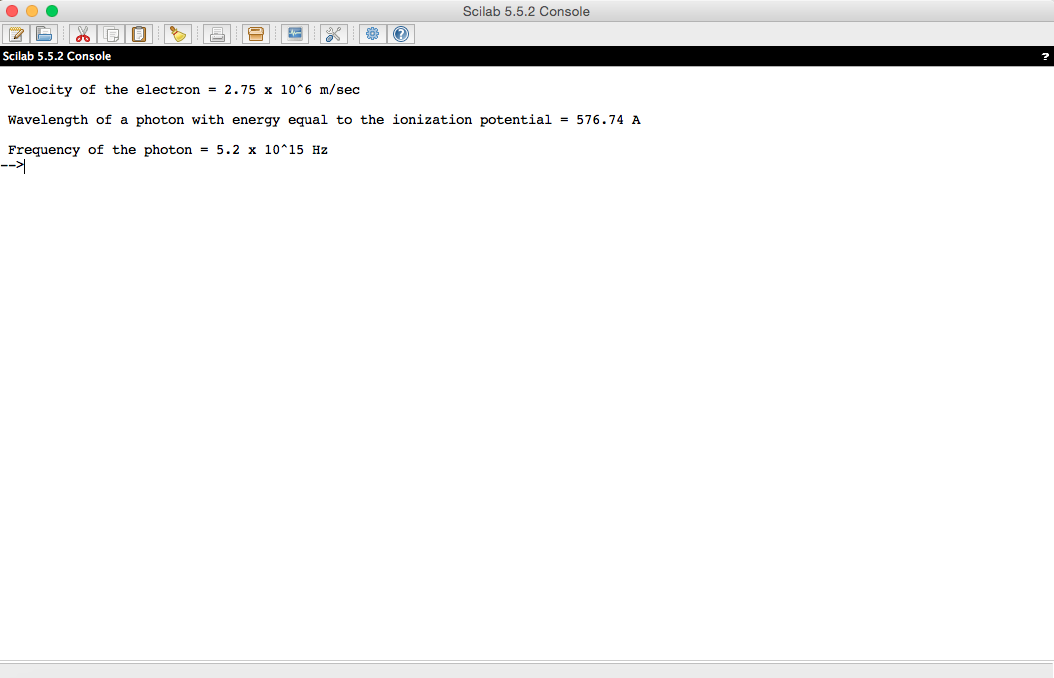 Scilab 5.5.2 Console
Scilab 5.5.2 Console ?
Velocity of the electron = 2.75 x 10^6 m/sec
Wavelength of a photon with energy equal to the ionization potential = 576.74 A
Frequency of the photon = 5.2 x 10^15 Hz
-->